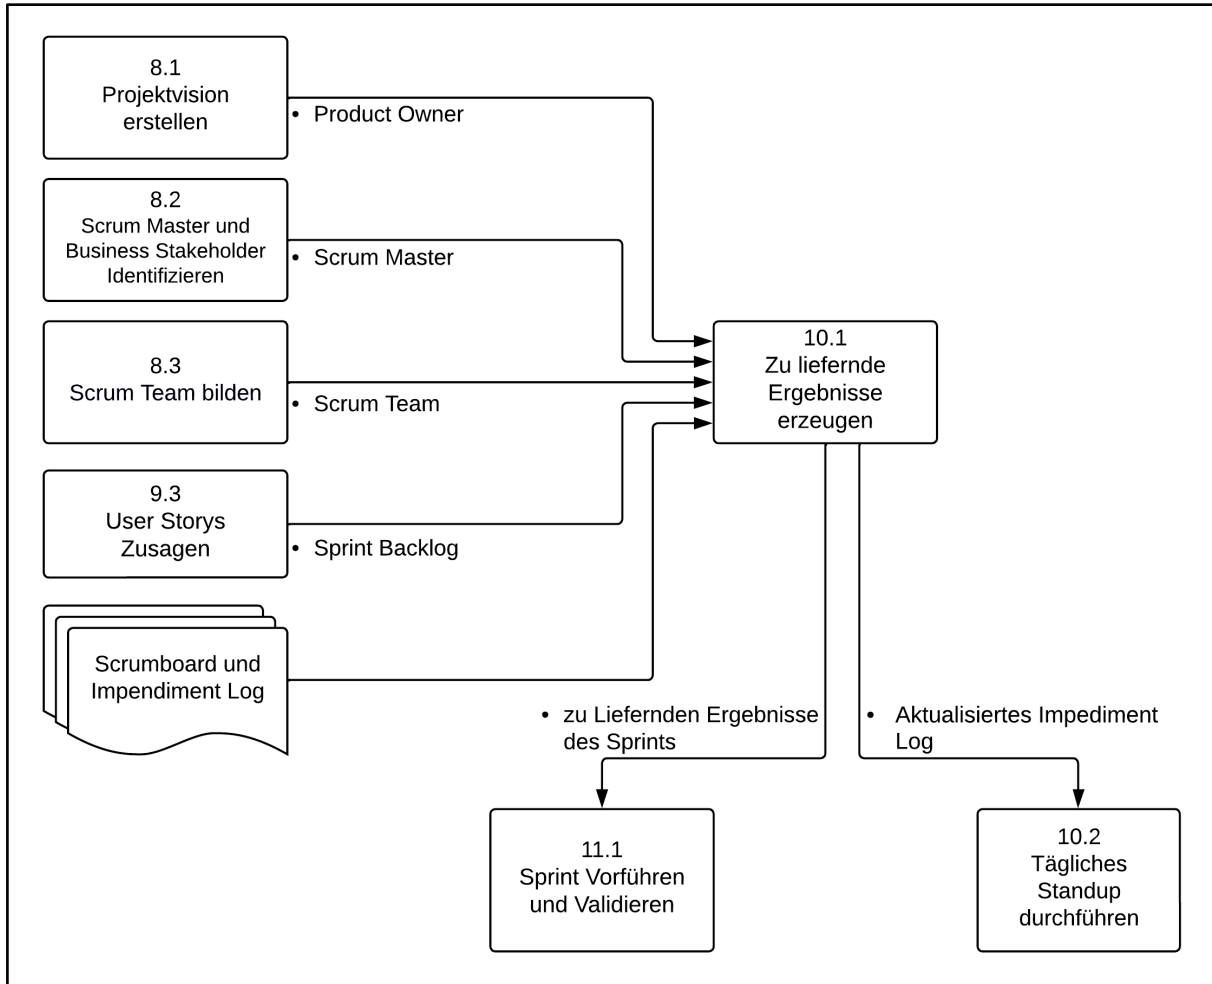 8.1
Projektvision
erstellen
• Product Owner
8.2
Scrum Master und
Business Stakeholder
Identifizieren
• Scrum Master
8.3
Scrum Team bilden
• Scrum Team
10.1
Zu liefernde
Ergebnisse
erzeugen
9.3
User Storys
Zusagen
• Sprint Backlog
Scrumboard und
Impendiment Log
• zu Liefernden Ergebnisse
des Sprints
• Aktualisiertes Impediment
Log
11.1
Sprint Vorführen
und Validieren
10.2
Tägliches
Standup
durchführen